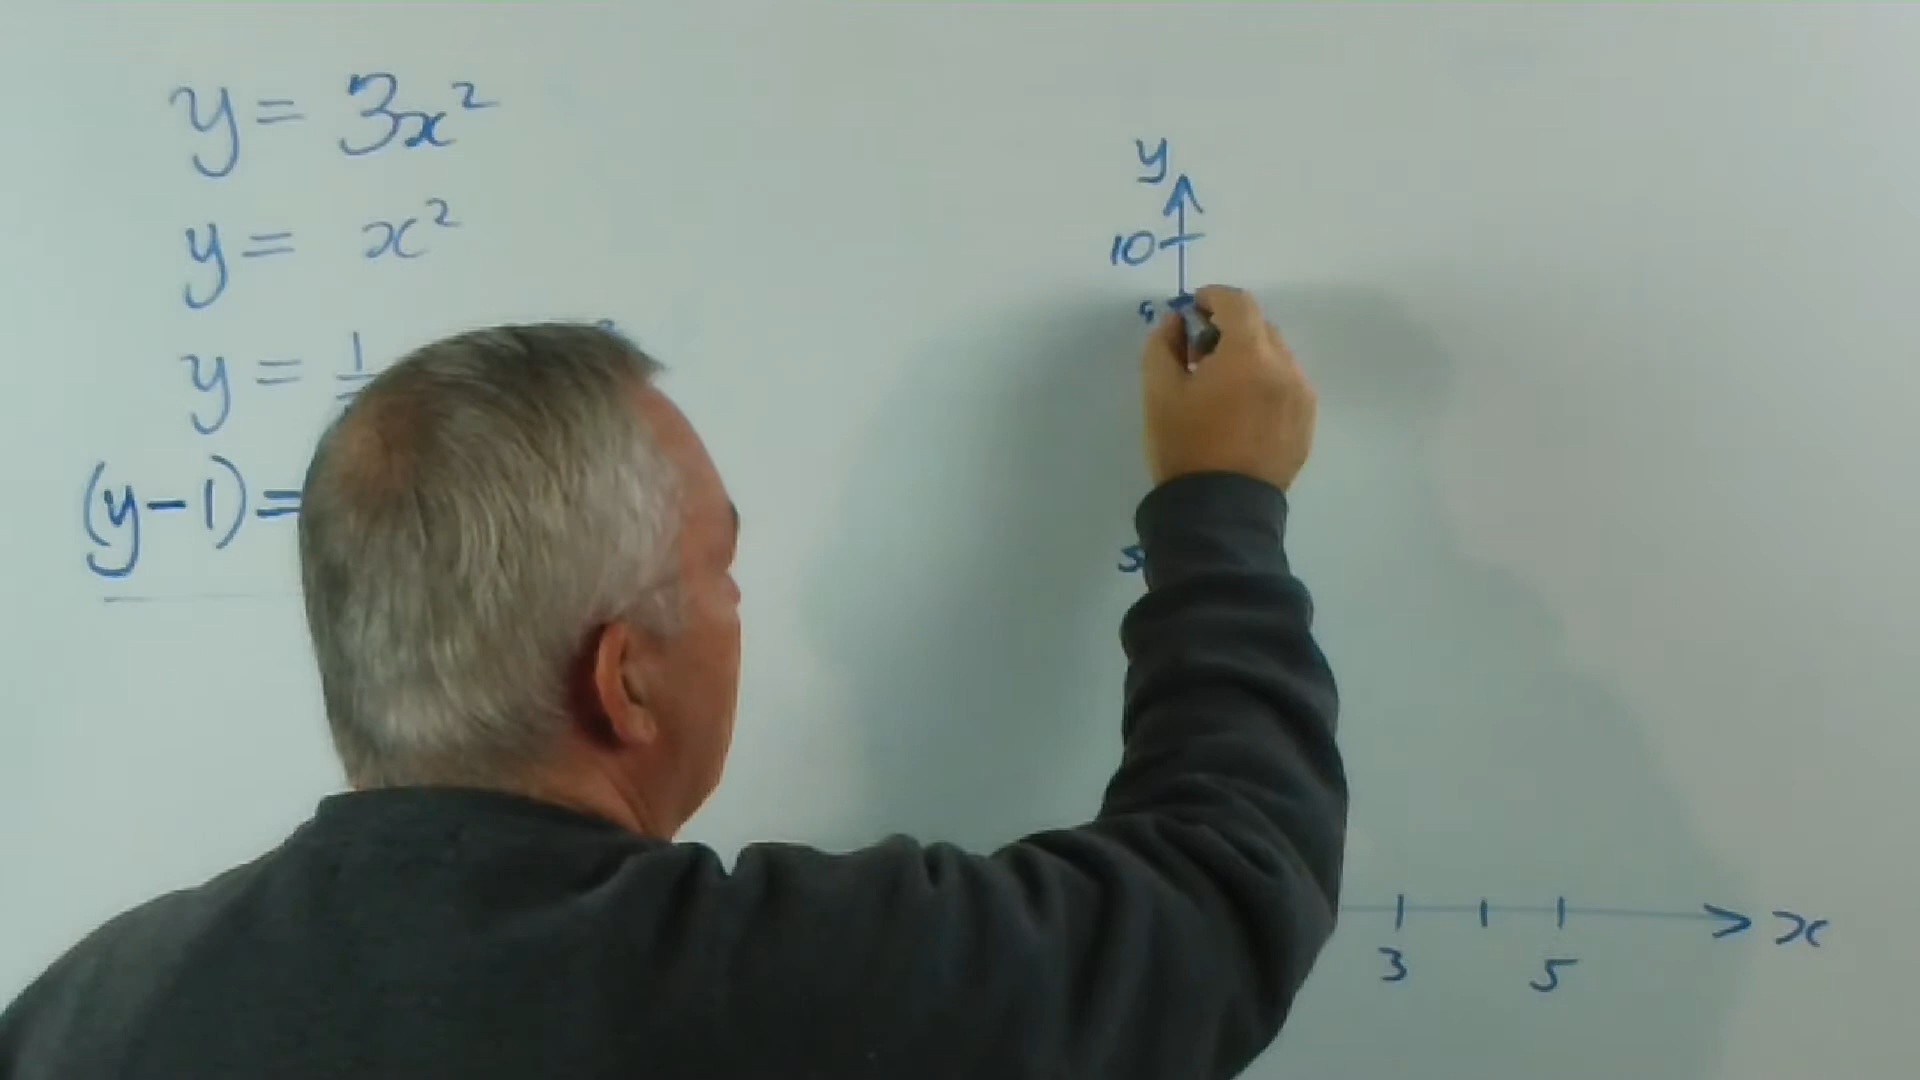 y = 3x²
y = x²
y = 1
(y-1) =
y
10
5
3
5
x